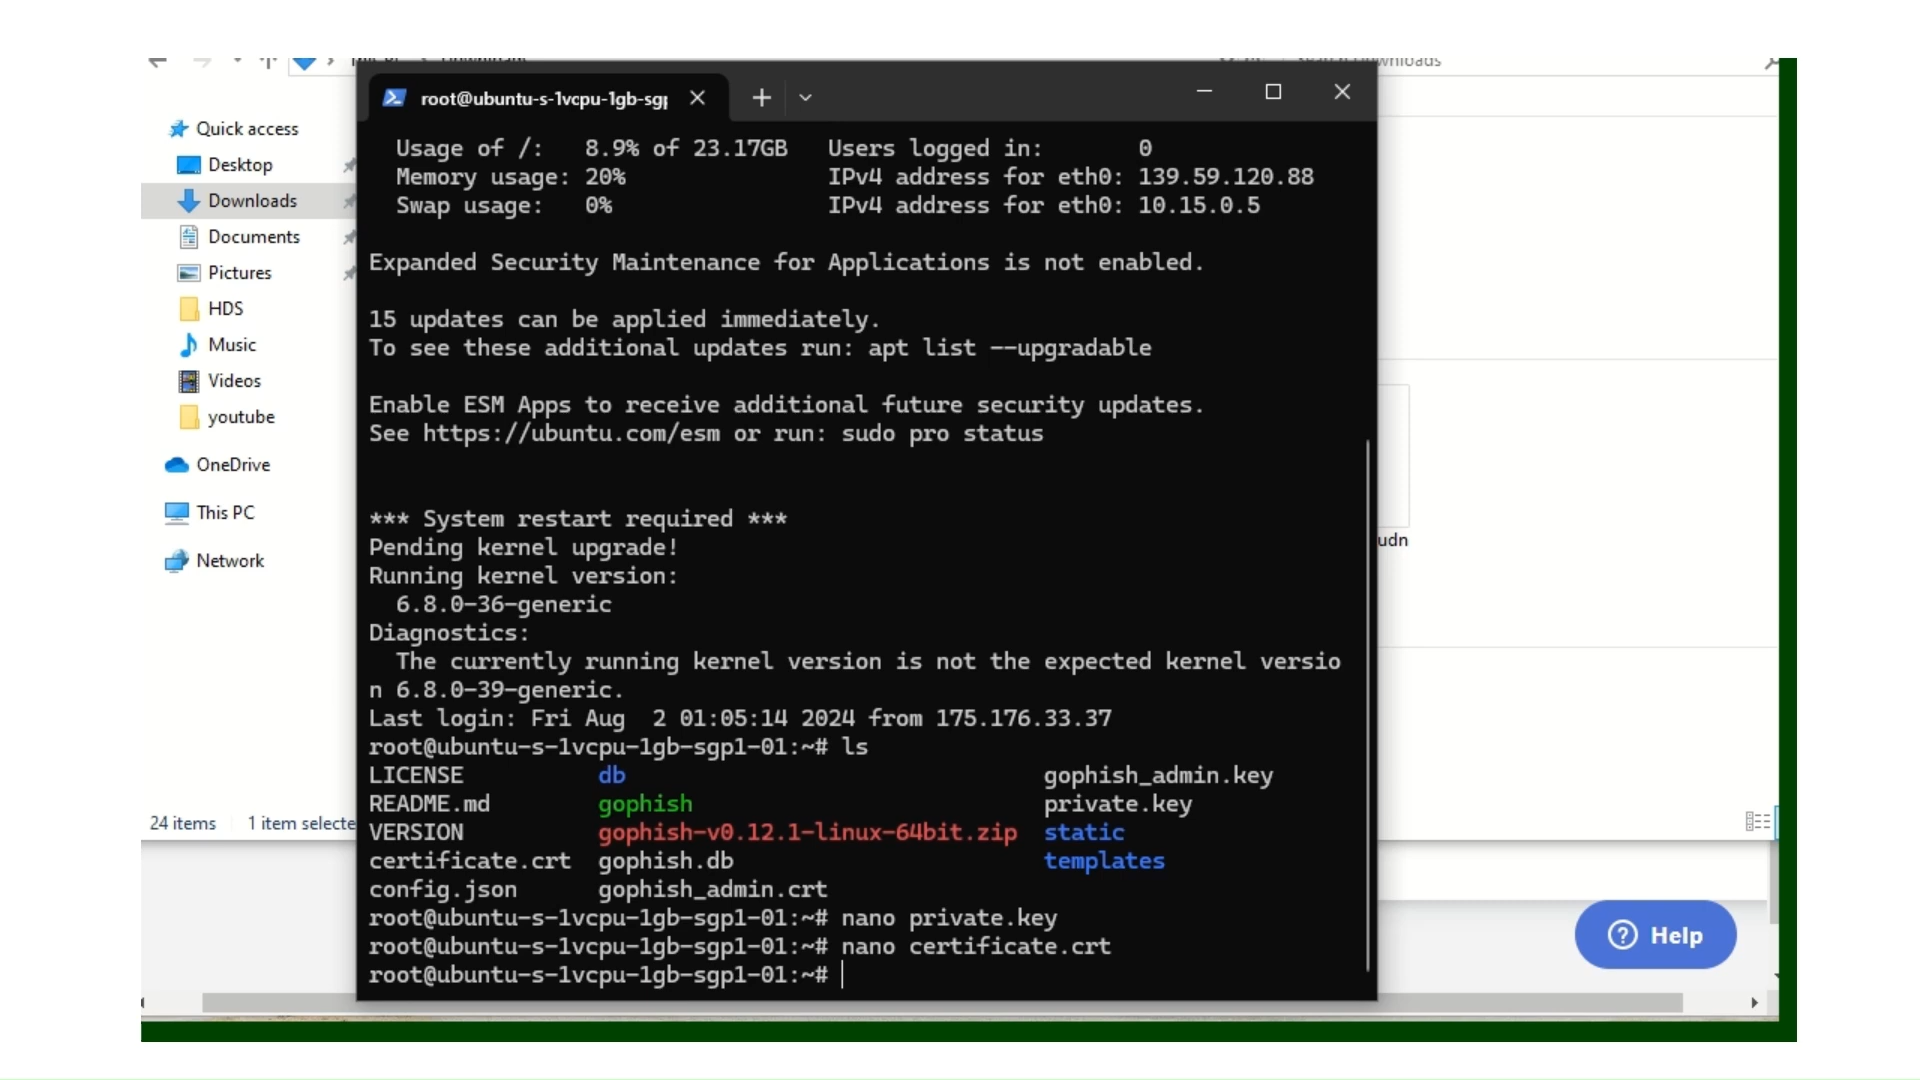 root@ubuntu-s-1vcpu-1gb-sgp
Quick access
Desktop
Downloads
Documents
Pictures
HDS
Music
Videos
youtube
OneDrive
This PC
Network
24 items
1 item selecte
Usage of /: 8.9% of 23.17GB Users logged in: 0
Memory usage: 20% IPv4 address for eth0: 139.59.120.88
Swap usage: 0% IPv4 address for eth0: 10.15.0.5
Expanded Security Maintenance for Applications is not enabled.
15 updates can be applied immediately.
To see these additional updates run: apt list --upgradable
Enable ESM Apps to receive additional future security updates.
See https://ubuntu.com/esm or run: sudo pro status
*** System restart required ***
Pending kernel upgrade!
Running kernel version:
6.8.0-36-generic
Diagnostics:
The currently running kernel version is not the expected kernel versio
n 6.8.0-39-generic.
Last login: Fri Aug 2 01:05:14 2024 from 175.176.33.37
root@ubuntu-s-1vcpu-1gb-sgp1-01:~# ls
LICENSE db gophish_admin.key
README.md gophish private.key
VERSION gophish-v0.12.1-linux-64bit.zip static
certificate.crt gophish.db templates
config.json gophish_admin.crt
root@ubuntu-s-1vcpu-1gb-sgp1-01:~# nano private.key
root@ubuntu-s-1vcpu-1gb-sgp1-01:~# nano certificate.crt
root@ubuntu-s-1vcpu-1gb-sgp1-01:~#
udn
Help